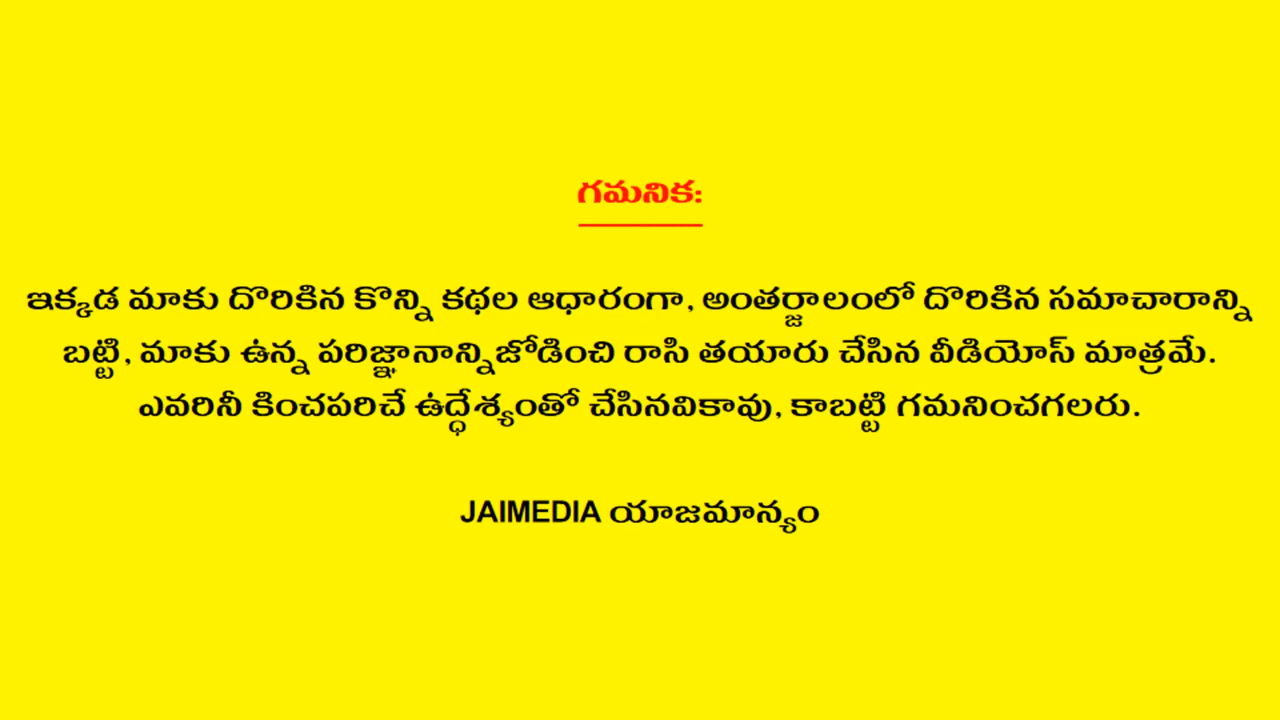 గమనిక:
ఇక్కడ మాకు దొరికిన కొన్ని కథల ఆధారంగా, అంతర్జాలంలో దొరికిన సమాచారాన్ని
బట్టి, మాకు ఉన్న పరిజ్ఞానాన్నిజోడించి రాసి తయారు చేసిన వీడియోస్ మాత్రమే.
ఎవరినీ కించపరిచే ఉద్ధేశ్యంతో చేసినవికావు, కాబట్టి గమనించగలరు.
JAIMEDIA యాజమాన్యం